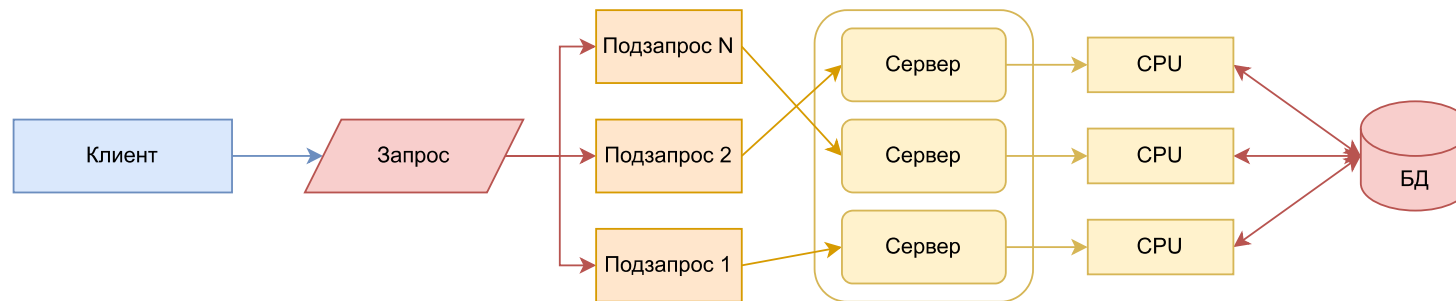 Клиент
Запрос
Подзапрос N
Подзапрос 2
Подзапрос 1
Сервер
Сервер
Сервер
CPU
CPU
CPU
БД